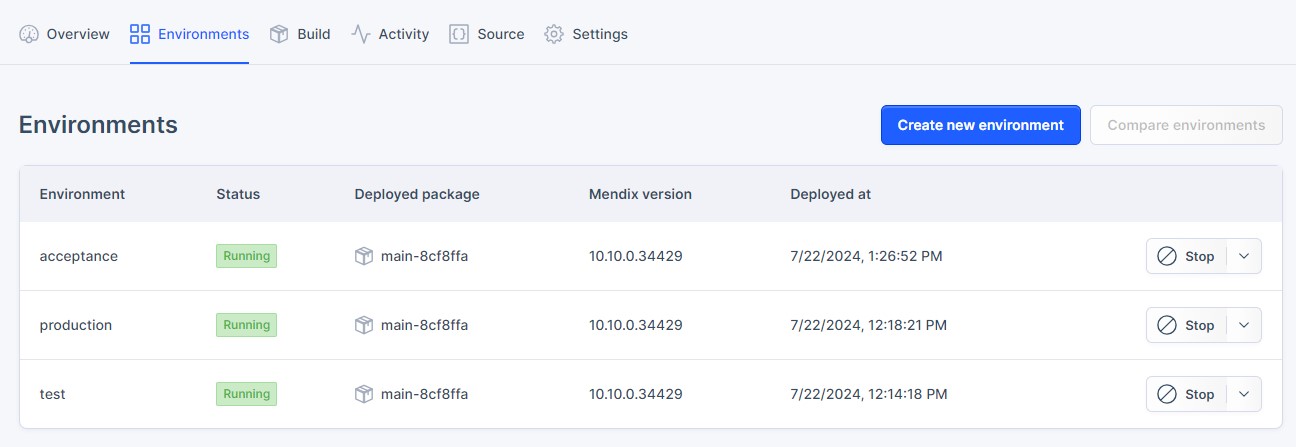 Overview Environments Build Activity Source Settings
Environments Create new environment Compare environments
Environment Status Deployed package Mendix version Deployed at
acceptance Running main-8cf8ffa 10.10.0.34429 7/22/2024, 1:26:52 PM Stop
production Running main-8cf8ffa 10.10.0.34429 7/22/2024, 12:18:21 PM Stop
test Running main-8cf8ffa 10.10.0.34429 7/22/2024, 12:14:18 PM Stop